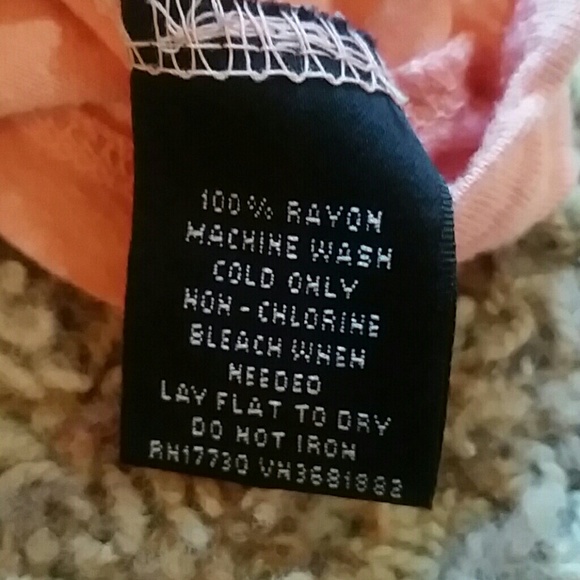 100% RAYON
MACHINE WASH
COLD ONLY
NON-CHLORINE
BLEACH WHEN
NEEDED
LAY FLAT TO DRY
DO NOT IRON
RN17730 VN3681882